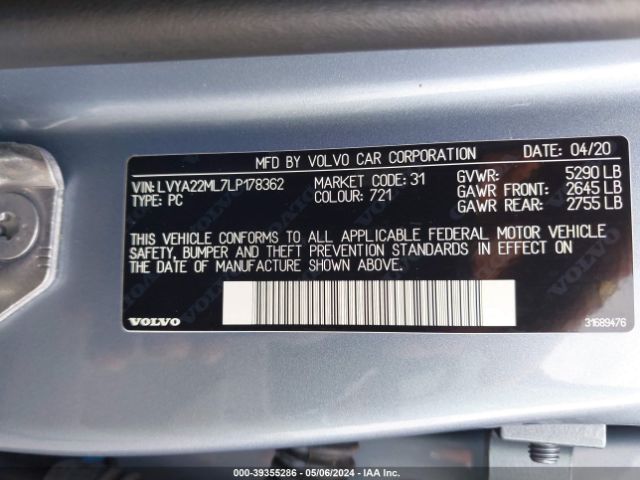 MFD BY VOLVO CAR CORPORATION DATE: 04/20
VIN:LVYA22ML7LP178362 MARKET CODE:31 GVWR: 5290 LB
TYPE: PC COLOUR: 721 GAWR FRONT: 2645 LB
GAWR REAR: 2755 LB
THIS VEHICLE CONFORMS TO ALL APPLICABLE FEDERAL MOTOR VEHICLE
SAFETY, BUMPER AND THEFT PREVENTION STANDARDS IN EFFECT ON
THE DATE OF MANUFACTURE SHOWN ABOVE.
VOLVO 31689476
000-39355286 - 05/06/2024 - IAA Inc.